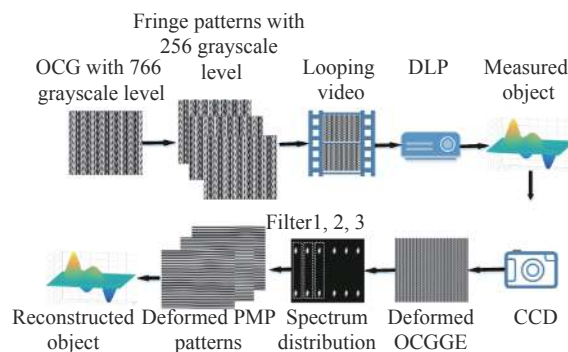 Fringe patterns with
256 grayscale
level
OCG with 766
grayscale level
Looping
video
DLP
Measured
object
Filter1, 2, 3
Reconstructed
object
Deformed PMP
patterns
Spectrum
distribution
Deformed
OCGGE
CCD